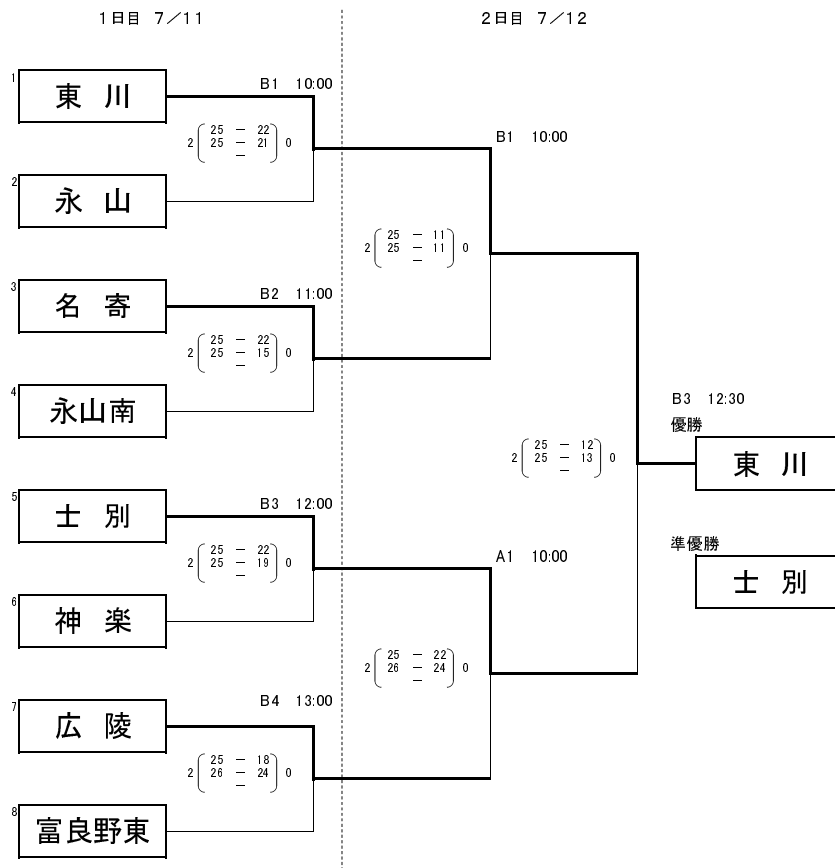 1日目 7／11
2日目 7／12
1
東 川
B1 10:00
2 25 － 22 0
25 － 21
－
2
永 山
B1 10:00
2 25 － 11 0
25 － 11
－
3
名 寄
B2 11:00
2 25 － 22 0
25 － 15
－
4
永山南
B3 12:30
優勝
東 川
2 25 － 12 0
25 － 13
－
準優勝
士 別
5
士 別
B3 12:00
2 25 － 22 0
25 － 19
－
6
神 楽
A1 10:00
2 25 － 22 0
26 － 24
－
7
広 陵
B4 13:00
2 25 － 18 0
26 － 24
－
8
富良野東